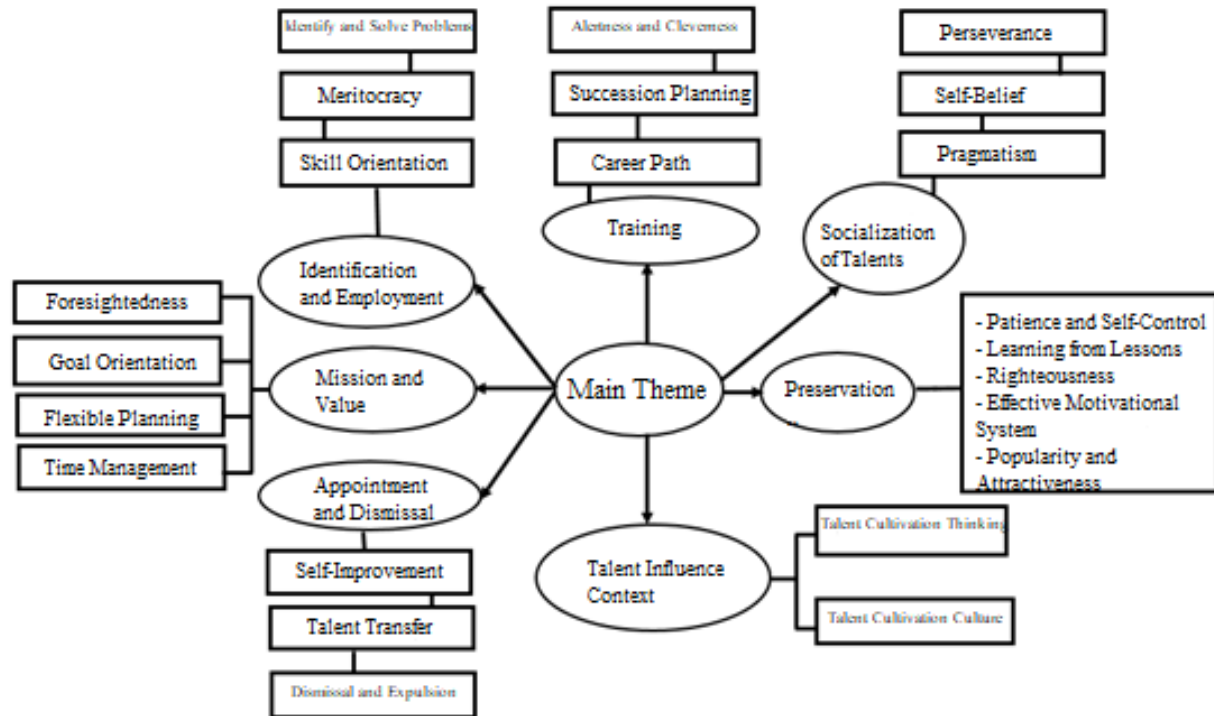 Identify and Solve Problems
Meritocracy
Skill Orientation
Identification
and Employment
Alertness and Cleverness
Succession Planning
Career Path
Training
Perseverance
Self-Belief
Pragmatism
Socialization
of Talents
Foresightedness
Goal Orientation
Flexible Planning
Time Management
Mission and
Value
Main Theme
Preservation
- Patience and Self-Control
- Learning from Lessons
- Righteousness
- Effective Motivational
System
- Popularity and
Attractiveness
Appointment
and Dismissal
Self-Improvement
Talent Transfer
Dismissal and Expulsion
Talent Influence
Context
Talent Cultivation Thinking
Talent Cultivation Culture